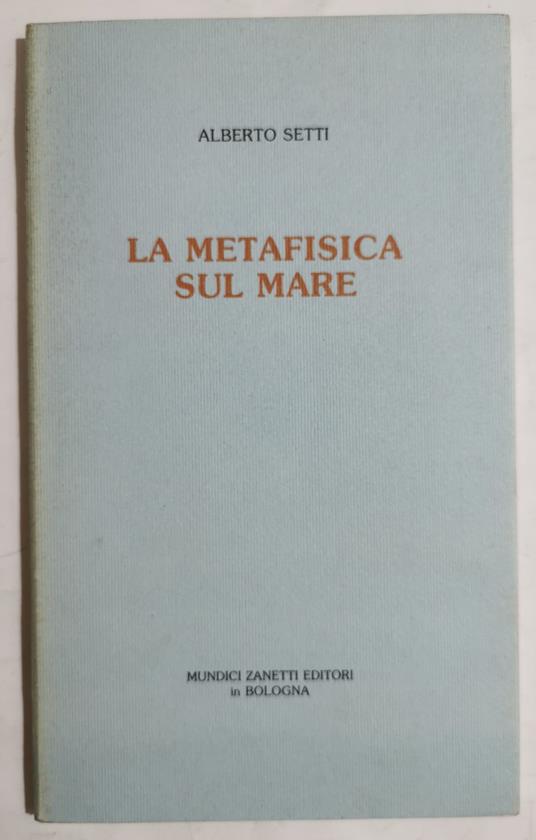 ALBERTO SETTI
LA METAFISICA
SUL MARE
MUNDICI ZANETTI EDITORI
in BOLOGNA